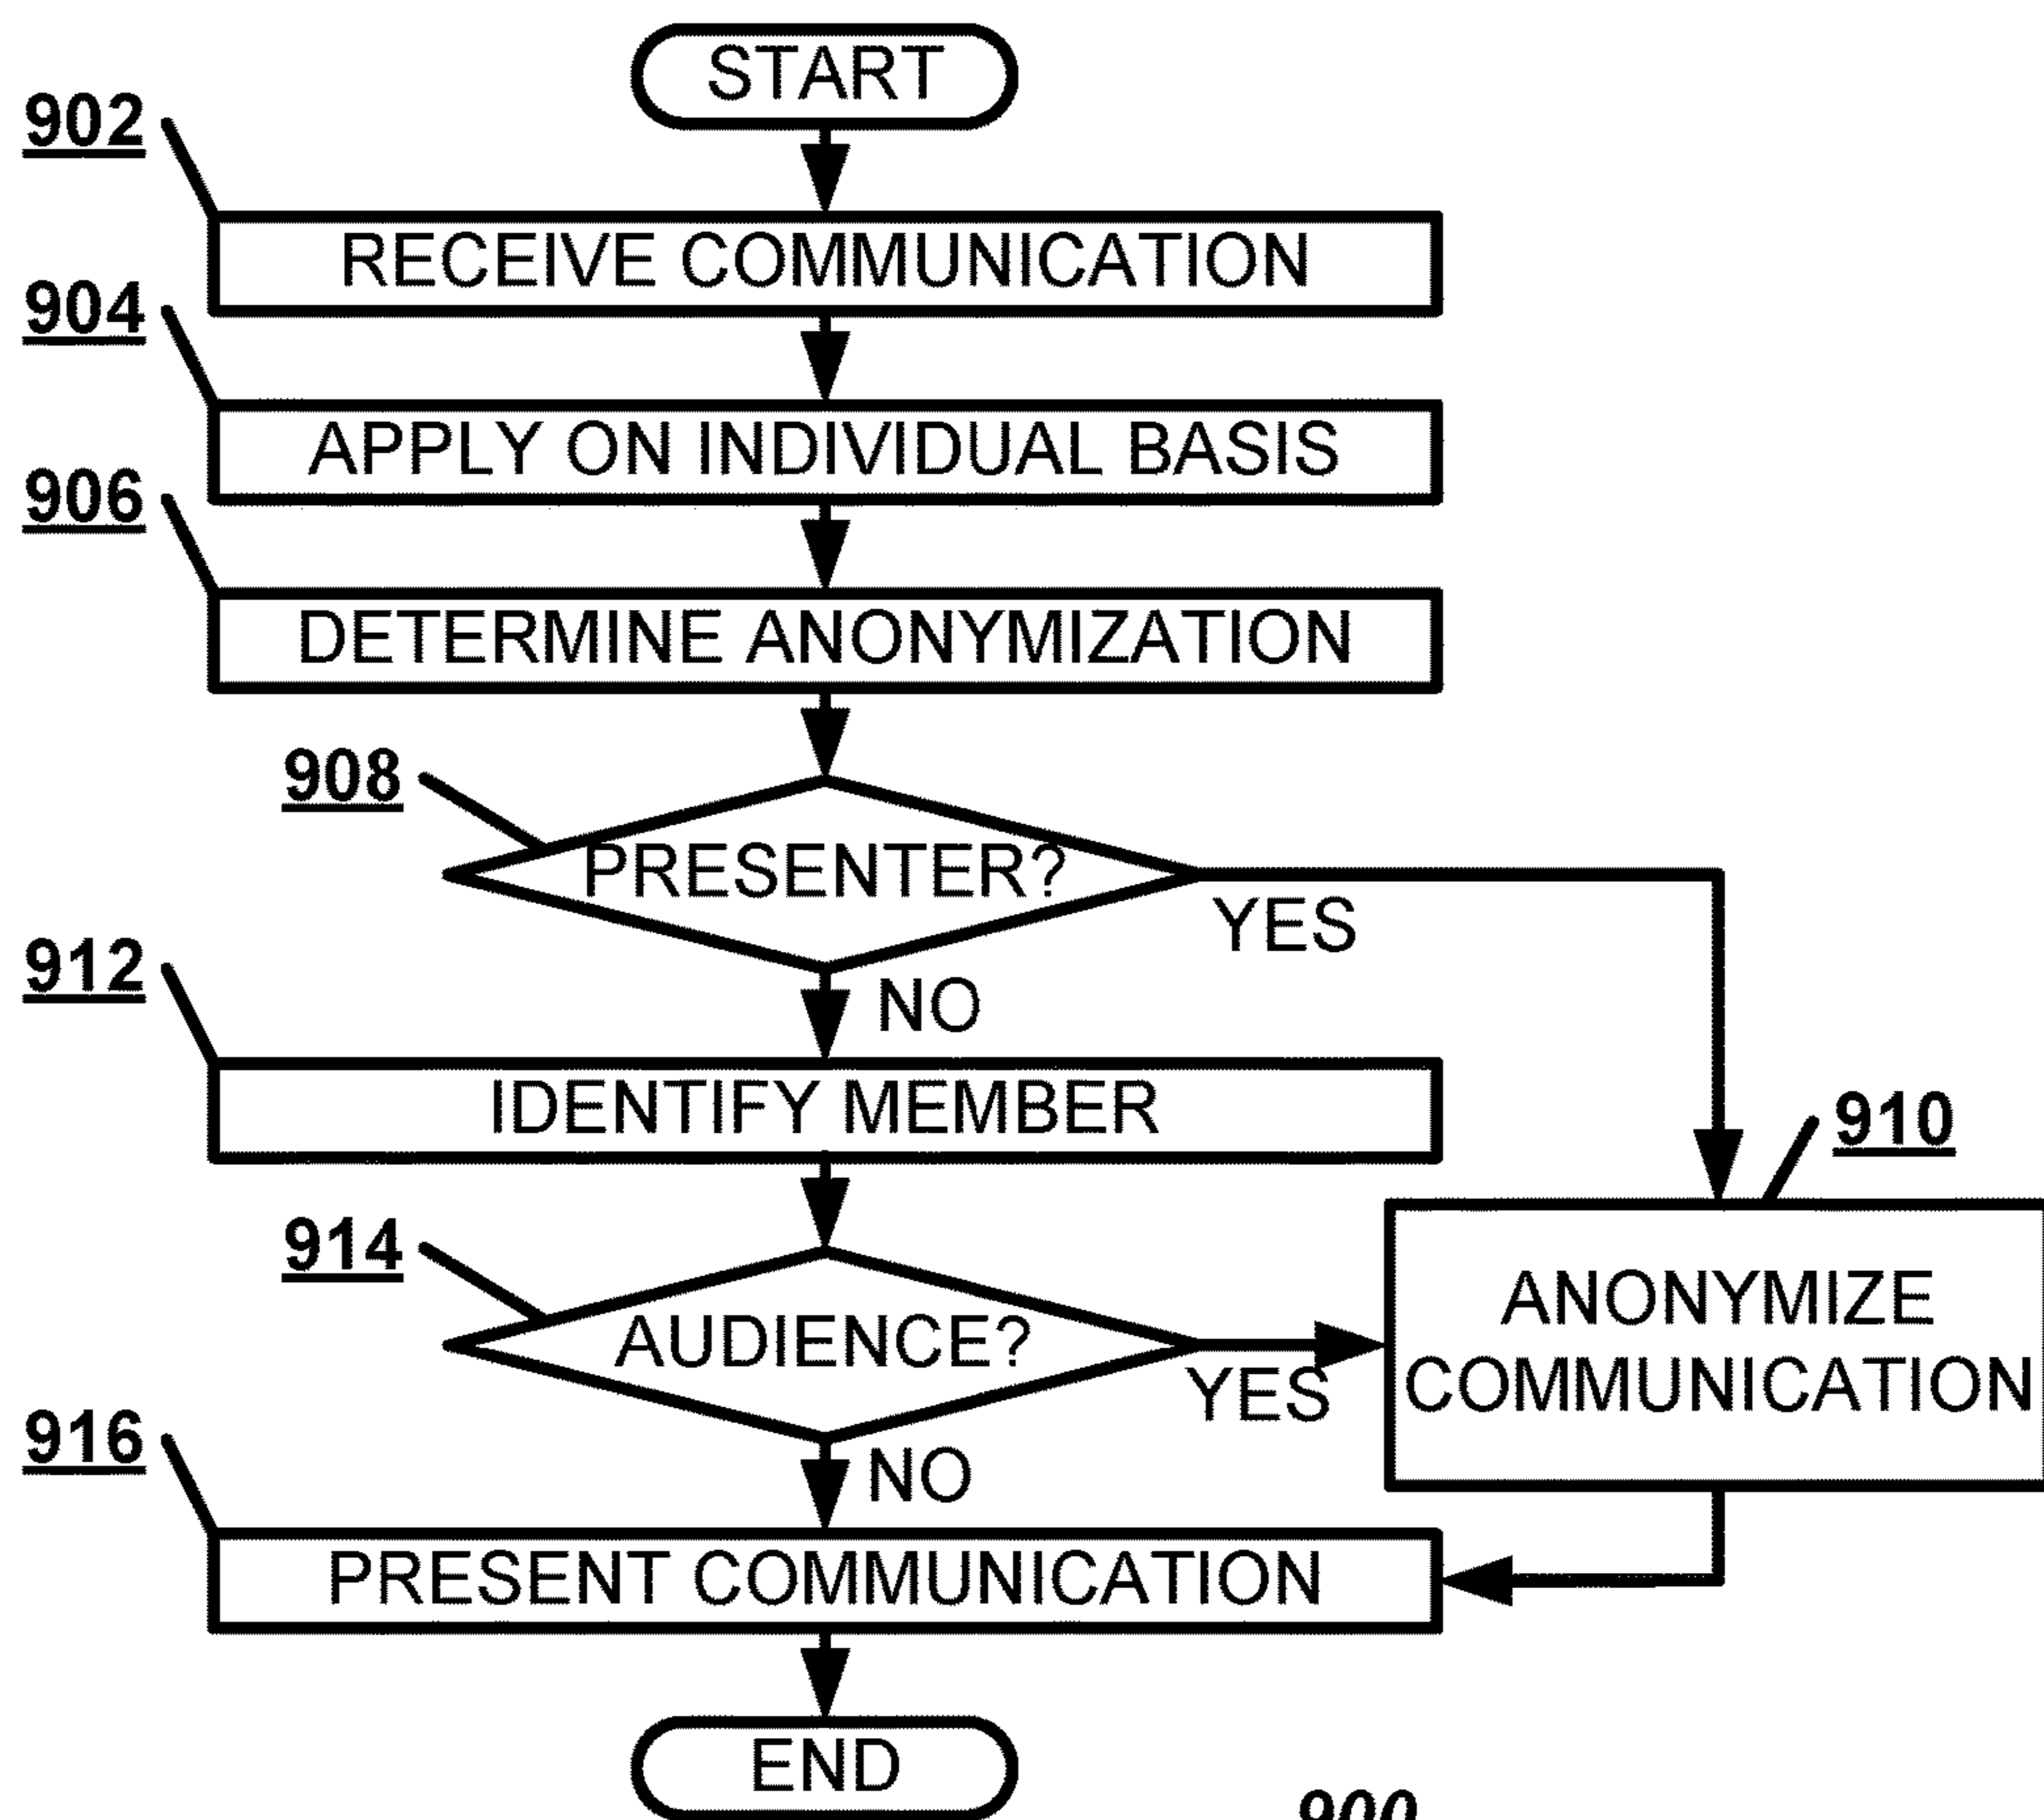 START
902
RECEIVE COMMUNICATION
904
APPLY ON INDIVIDUAL BASIS
906
DETERMINE ANONYMIZATION
908
PRESENTER?
YES
NO
912
IDENTIFY MEMBER
910
914
AUDIENCE?
YES
ANONYMIZE
COMMUNICATION
NO
916
PRESENT COMMUNICATION
END
900